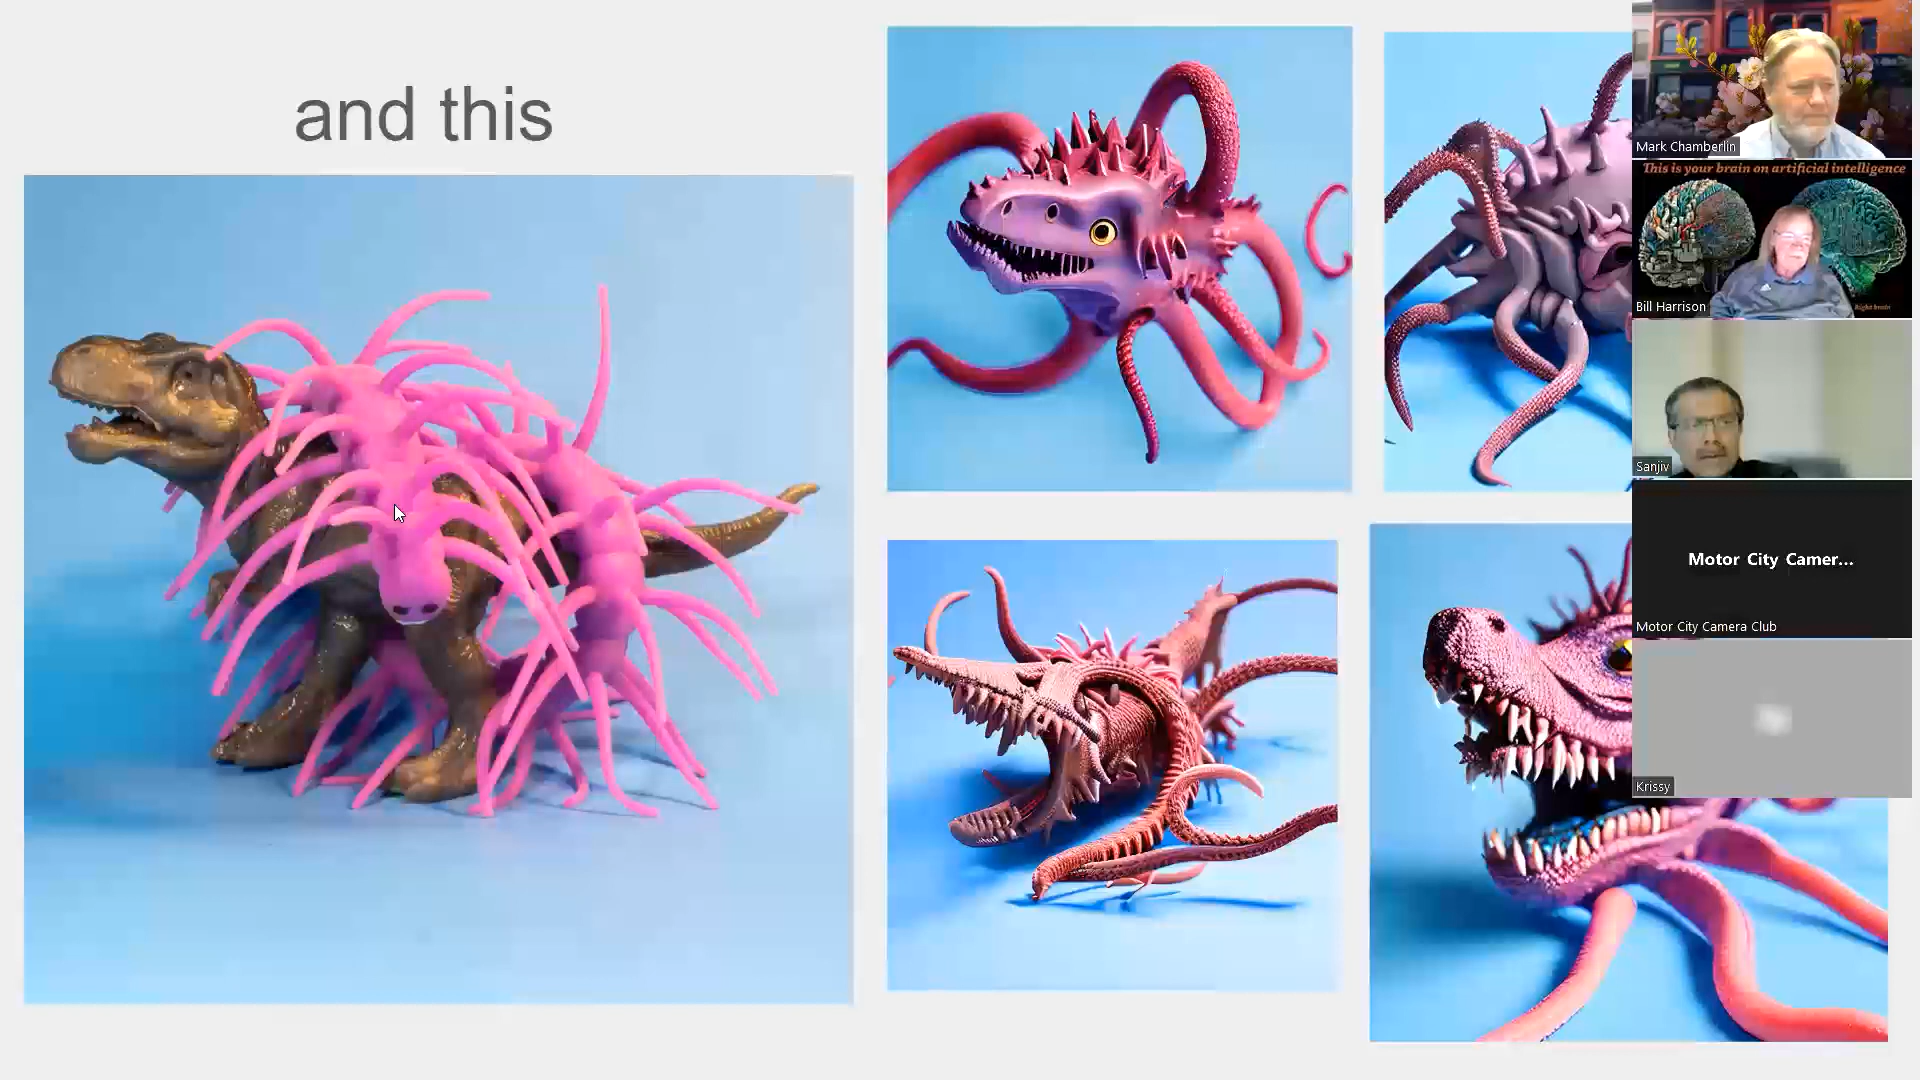 and this
Mark Chamberlin
This is your brain on artificial intelligence
Right brain
Bill Harrison
Sanjiv
Motor City Camer...
Motor City Camera Club
Krissy